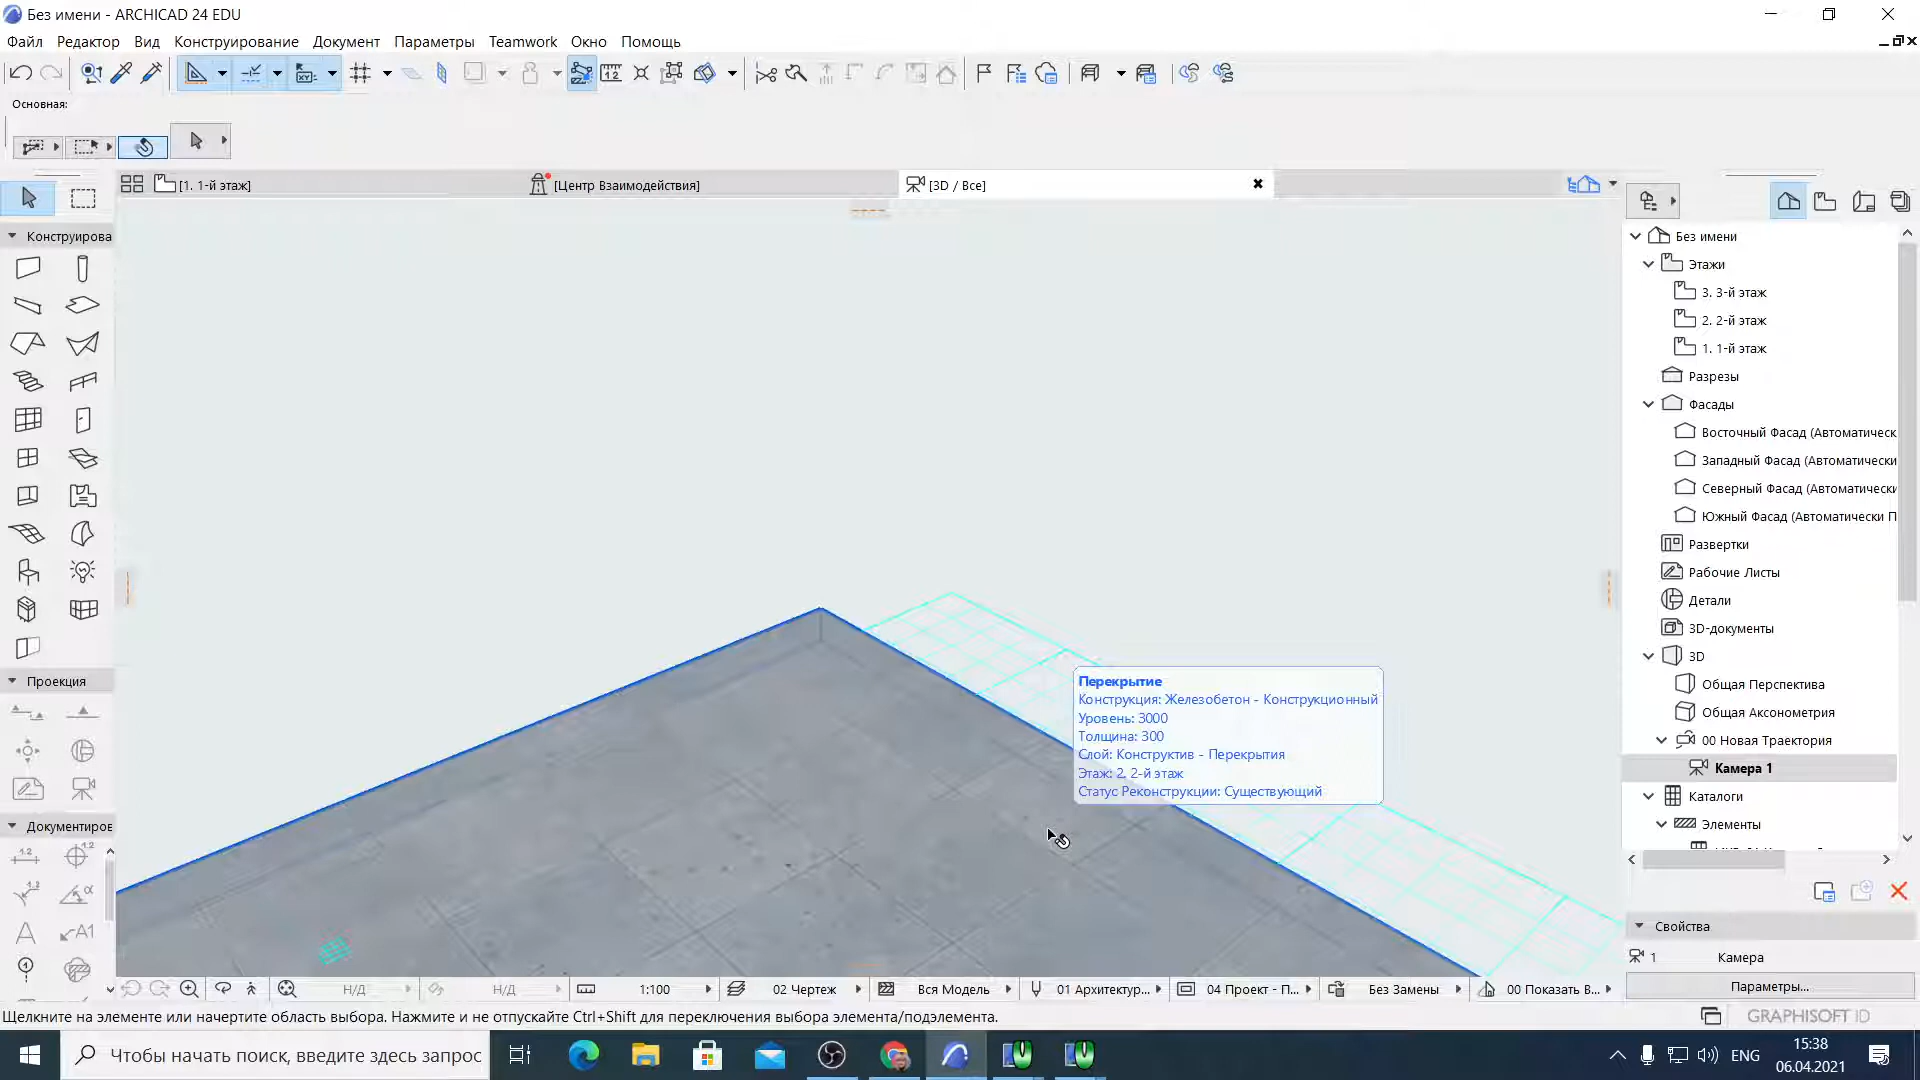 Без имени - ARCHICAD 24 EDU
Файл Редактор Вид Конструирование Документ Параметры Teamwork Окно Помощь
Основная:
[1. 1-й этаж]
[Центр Взаимодействия]
[3D / Все]
Конструирова
Проекция
Документиров
Перекрытие
Конструкция: Железобетон - Конструкционный
Уровень: 3000
Толщина: 300
Слой: Конструктив - Перекрытия
Этаж: 2. 2-й этаж
Статус Реконструкции: Существующий
Без имени
Этажи
3. 3-й этаж
2. 2-й этаж
1. 1-й этаж
Разрезы
Фасады
Восточный Фасад (Автоматическ
Западный Фасад (Автоматически
Северный Фасад (Автоматически
Южный Фасад (Автоматически П
Развертки
Рабочие Листы
Детали
3D-документы
3D
Общая Перспектива
Общая Аксонометрия
00 Новая Траектория
Камера 1
Каталоги
Элементы
Свойства
1 Камера
Параметры...
Н/Д Н/Д 1:100 02 Чертеж Вся Модель 01 Архитектур... 04 Проект - П... Без Замены 00 Показать В...
Щелкните на элементе или начертите область выбора. Нажмите и не отпускайте Ctrl+Shift для переключения выбора элемента/подэлемента.
GRAPHISOFT ID
Чтобы начать поиск, введите здесь запрос
ENG
15:38
06.04.2021